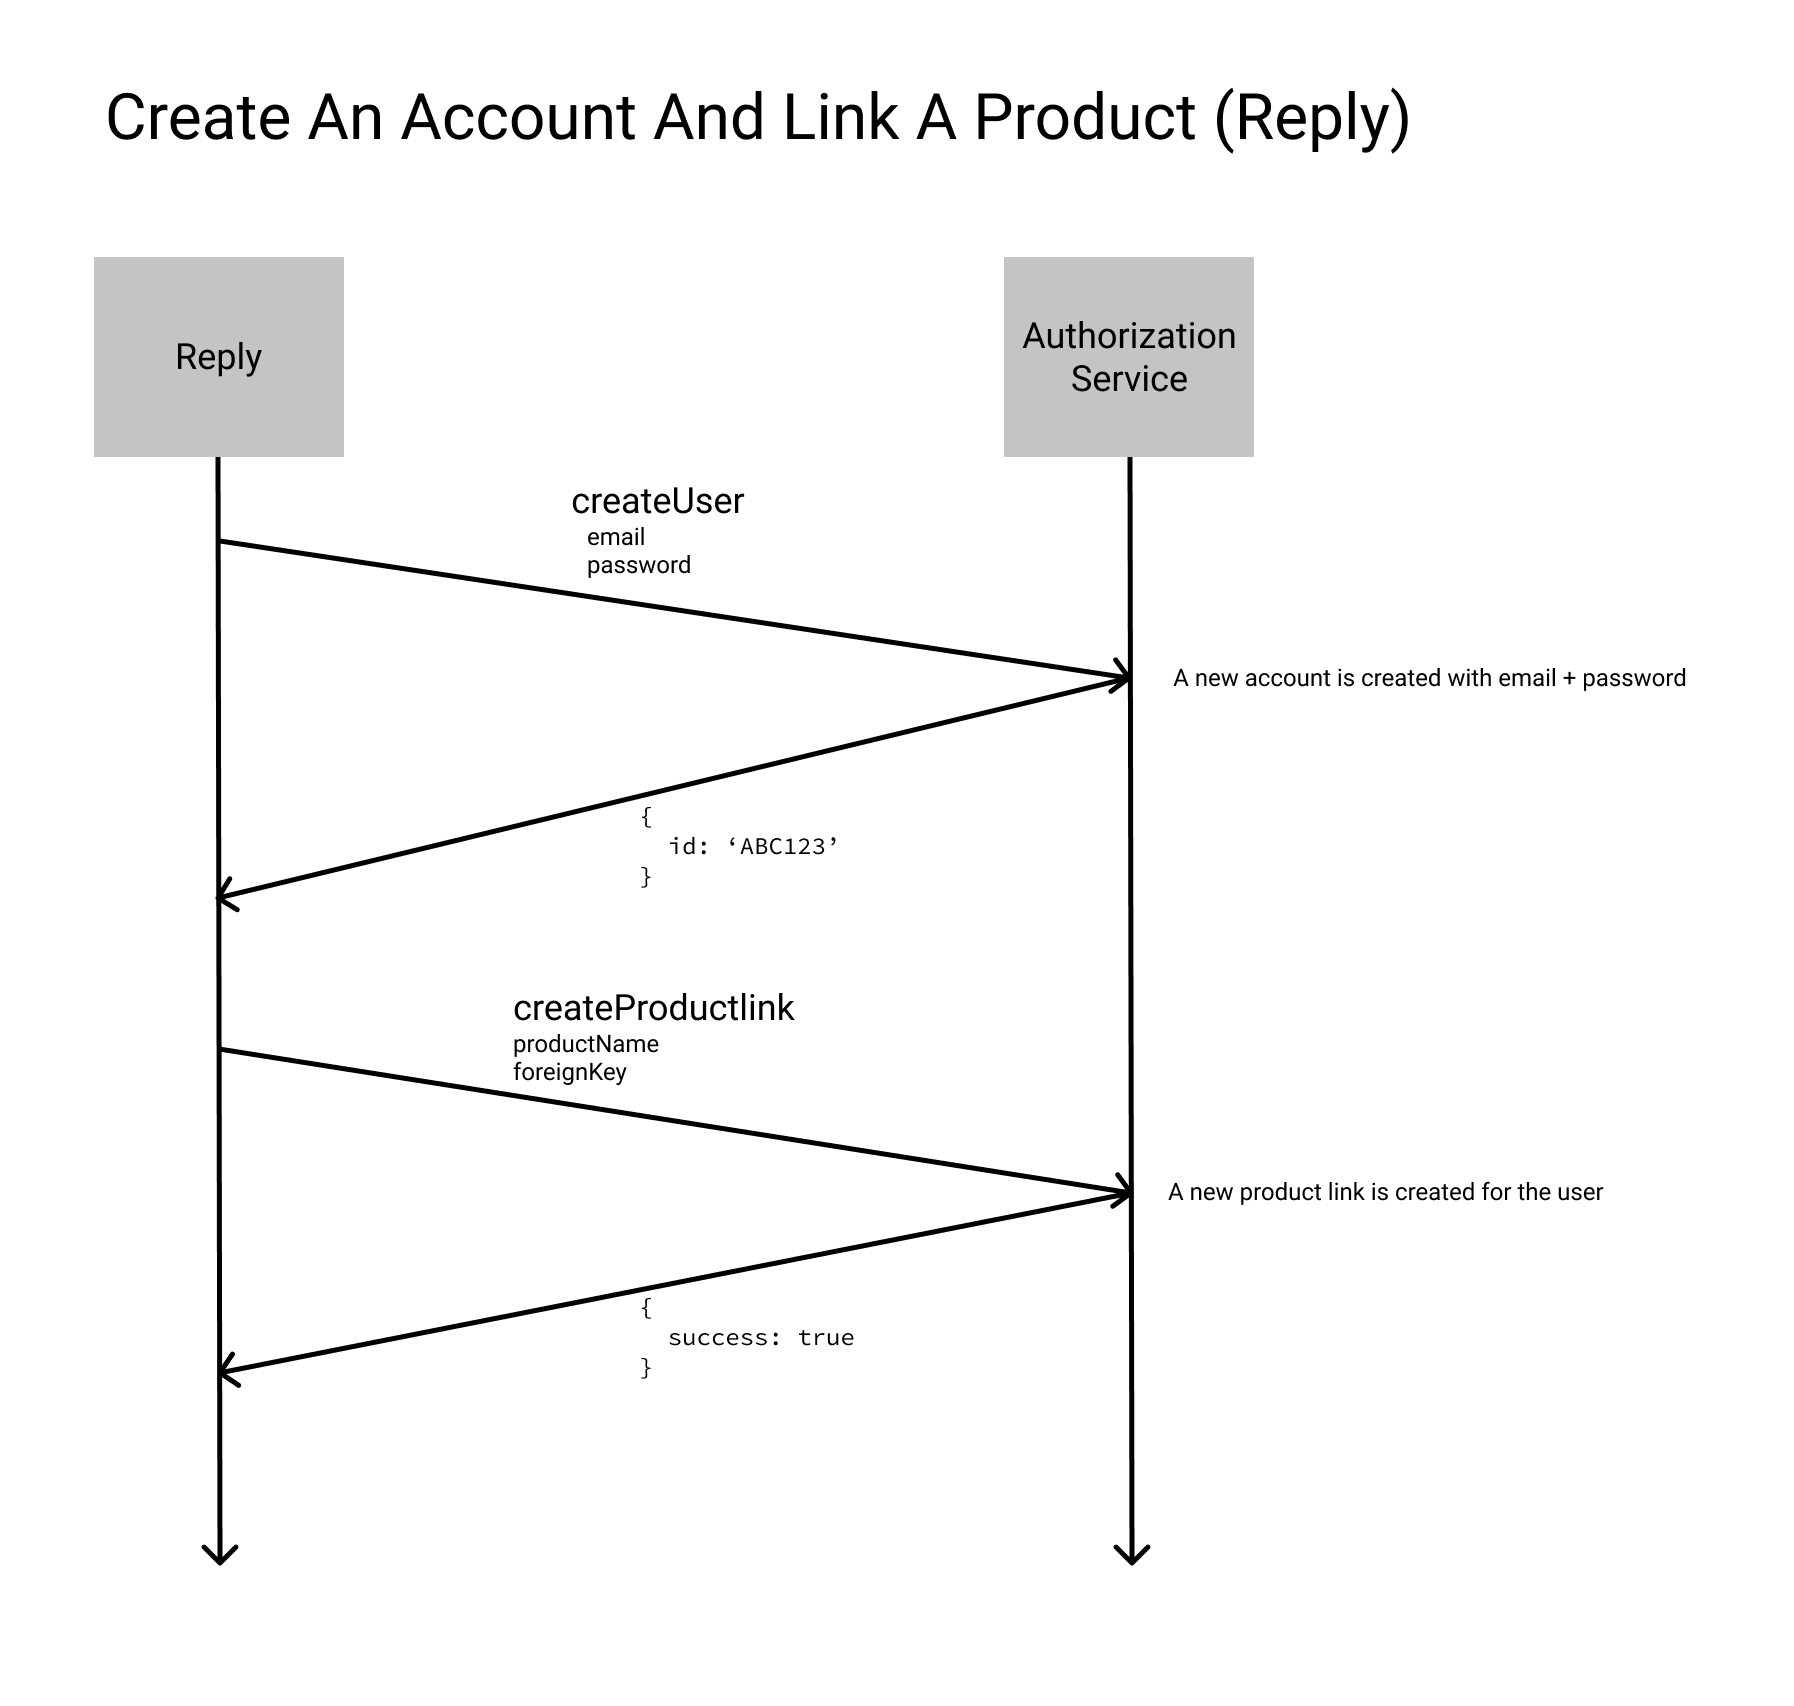 Create An Account And Link A Product (Reply)
Reply
Authorization
Service
createUser
email
password
A new account is created with email + password
{
id: ‘ABC123’
}
createProductlink
productName
foreignKey
A new product link is created for the user
{
success: true
}